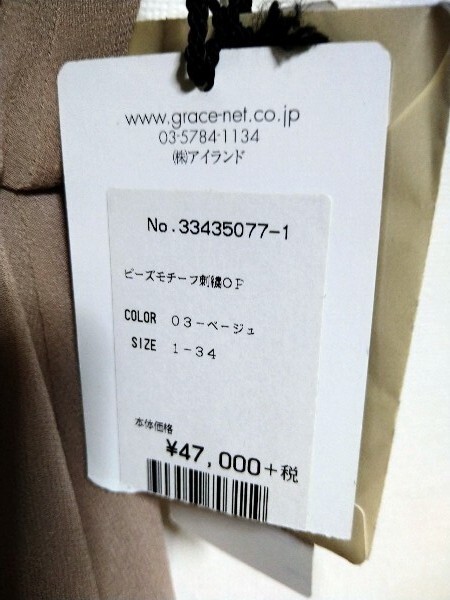 www.grace-net.co.jp
03-5784-1134
㈱アイランド
No.33435077-1
ビーズモチーフ刺繍OP
COLOR 03-ベージュ
SIZE 1-34
本体価格
¥47,000+税